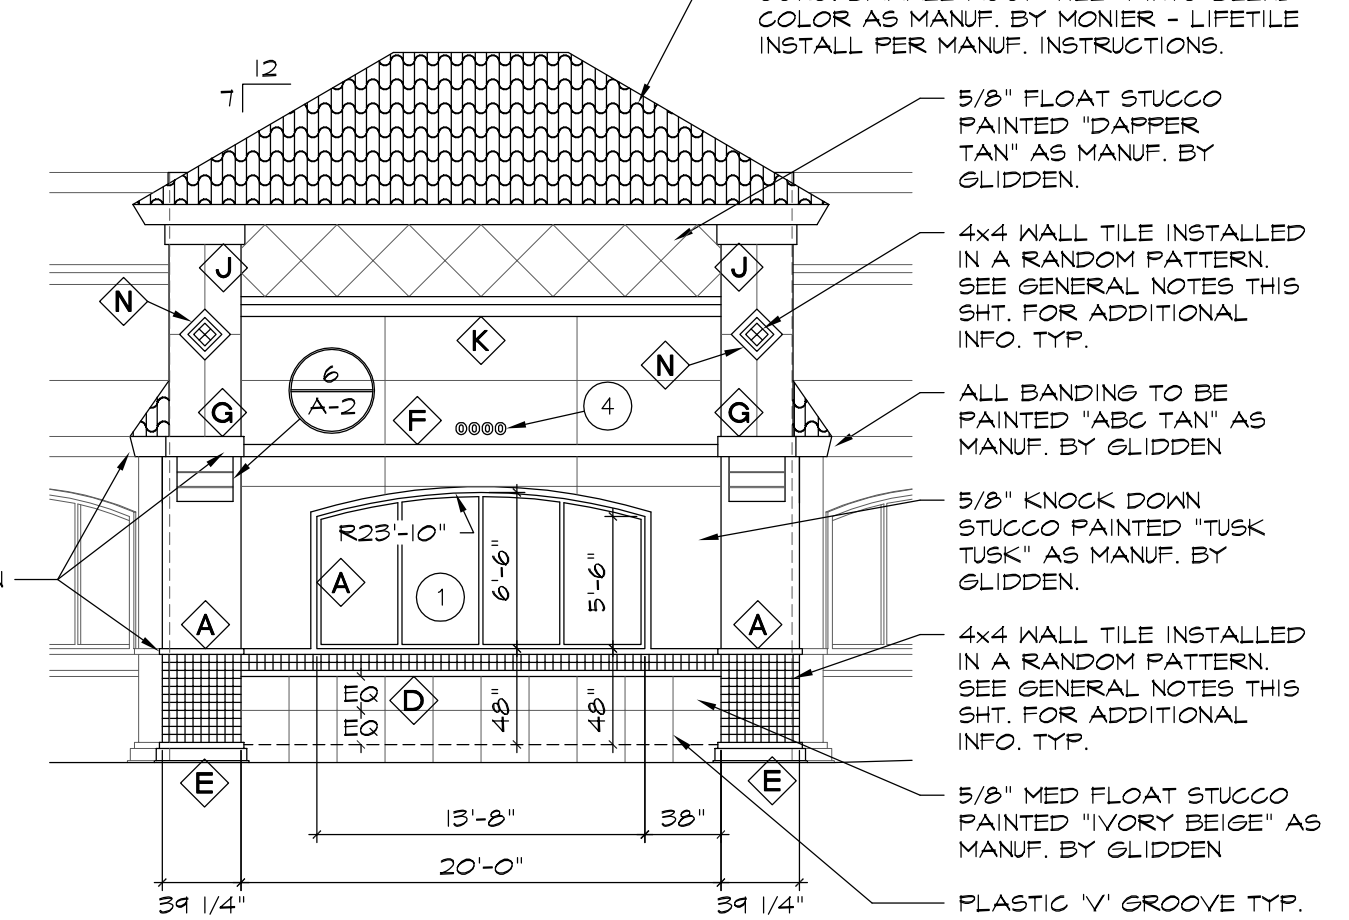 COLOR AS MANUF. BY MONIER - LIFETILE
INSTALL PER MANUF. INSTRUCTIONS.
12
7
5/8" FLOAT STUCCO
PAINTED "DAPPER
TAN" AS MANUF. BY
GLIDDEN.
4x4 WALL TILE INSTALLED
IN A RANDOM PATTERN.
SEE GENERAL NOTES THIS
SHT. FOR ADDITIONAL
INFO. TYP.
J
J
N
K
N
6
A-2
G
F
4
G
ALL BANDING TO BE
PAINTED "ABC TAN" AS
MANUF. BY GLIDDEN
0000
5/8" KNOCK DOWN
STUCCO PAINTED "TUSK
TUSK" AS MANUF. BY
GLIDDEN.
R23'-10"
6'-6"
5'-6"
A
1
A
A
4x4 WALL TILE INSTALLED
IN A RANDOM PATTERN.
SEE GENERAL NOTES THIS
SHT. FOR ADDITIONAL
INFO. TYP.
EQ
EQ
D
48"
48"
E
E
5/8" MED FLOAT STUCCO
PAINTED "IVORY BEIGE" AS
MANUF. BY GLIDDEN
13'-8"
38"
20'-0"
39 1/4"
39 1/4"
PLASTIC 'V' GROOVE TYP.